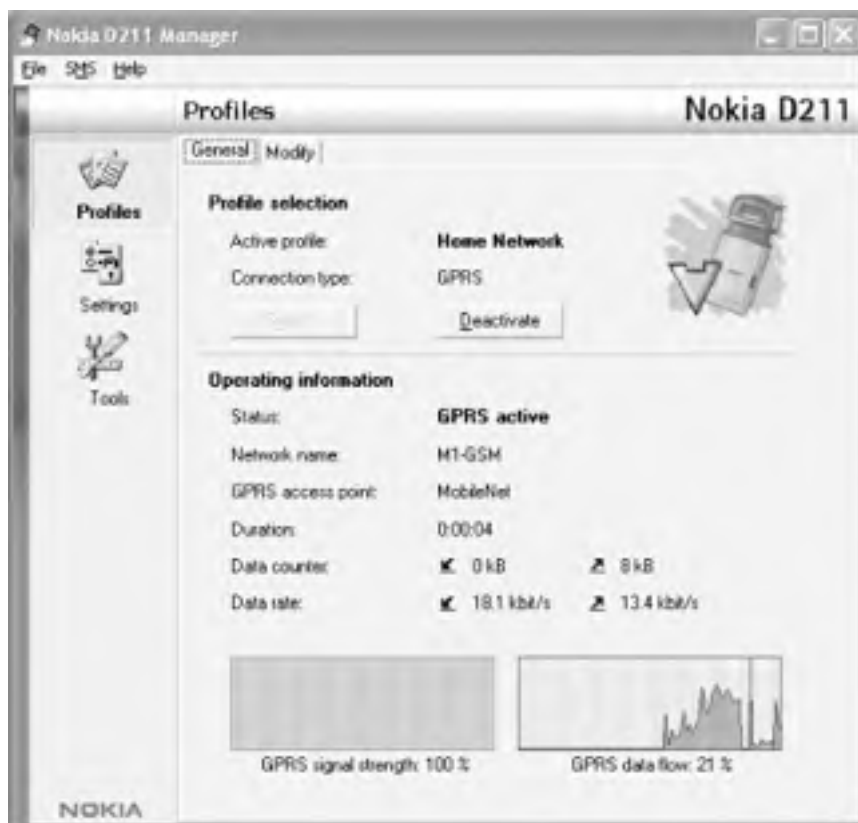 Nokia D211 Manager
File SMS Help
Profiles
Nokia D211
General Modify
Profiles
Settings
Tools
Profile selection
Active profile: Home Network
Connection type: GPRS
Deactivate
Operating information
Status: GPRS active
Network name: M1-GSM
GPRS access point: MobileNet
Duration: 0:00:04
Data counter: 0 kB 8 kB
Data rate: 18.1 kbit/s 13.4 kbit/s
GPRS signal strength: 100 % GPRS data flow: 21 %
NOKIA